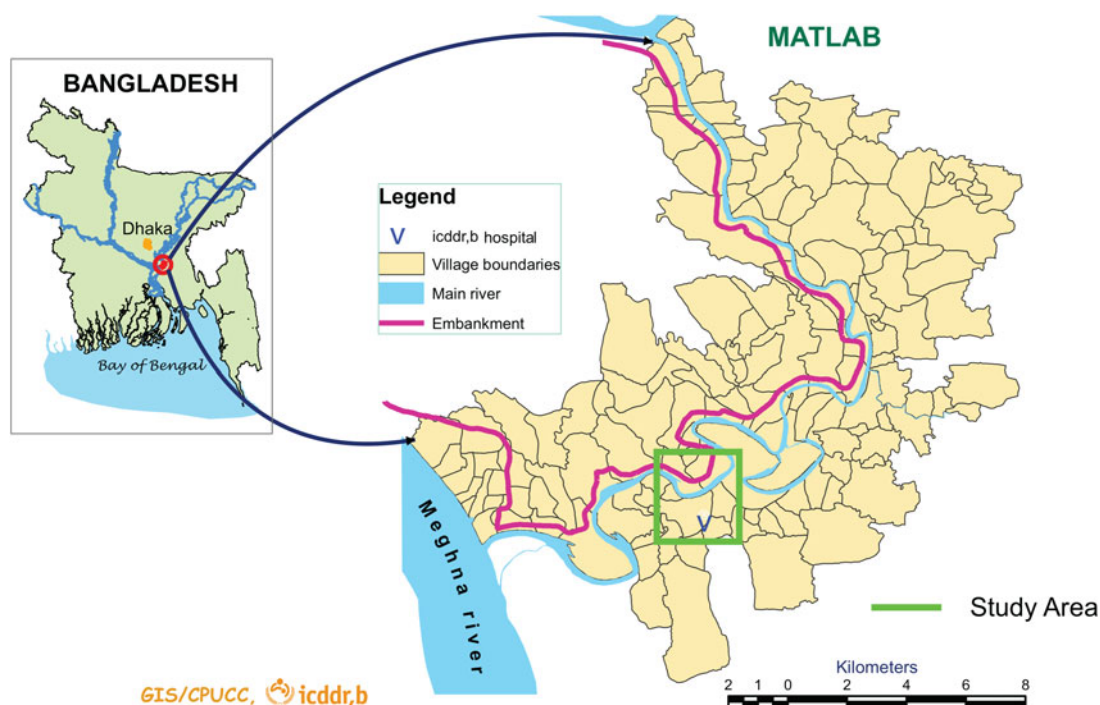 MATLAB
BANGLADESH
Dhaka
Bay of Bengal
Legend
V icddr,b hospital
Village boundaries
Main river
Embankment
Meghna river
V
Study Area
Kilometers
2 1 0 2 4 6 8
GIS/CPUCC, icddr,b